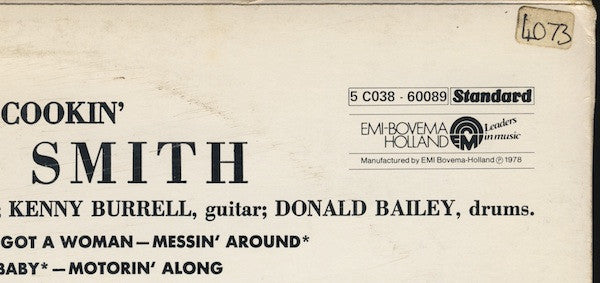 4073
5 C038 - 60089 Standard
COOKIN'
EMI-BOVEMA
HOLLAND
EMI
Leaders
in music
SMITH
Manufactured by EMI Bovema-Holland ℗ 1978
; KENNY BURRELL, guitar; DONALD BAILEY, drums.
GOT A WOMAN—MESSIN' AROUND*
BABY*—MOTORIN' ALONG